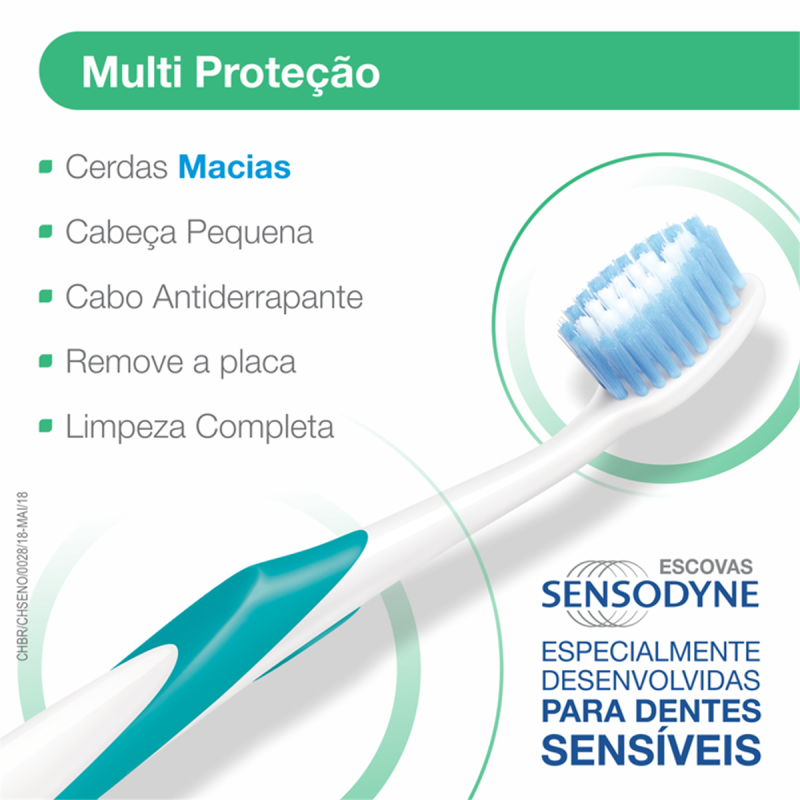 Multi Proteção
Cerdas Macias
Cabeça Pequena
Cabo Antiderrapante
Remove a placa
Limpeza Completa
CHBR/CHSENO/0028/18-MAI/18
ESCOVAS
SENSODYNE
ESPECIALMENTE
DESENVOLVIDAS
PARA DENTES
SENSÍVEIS